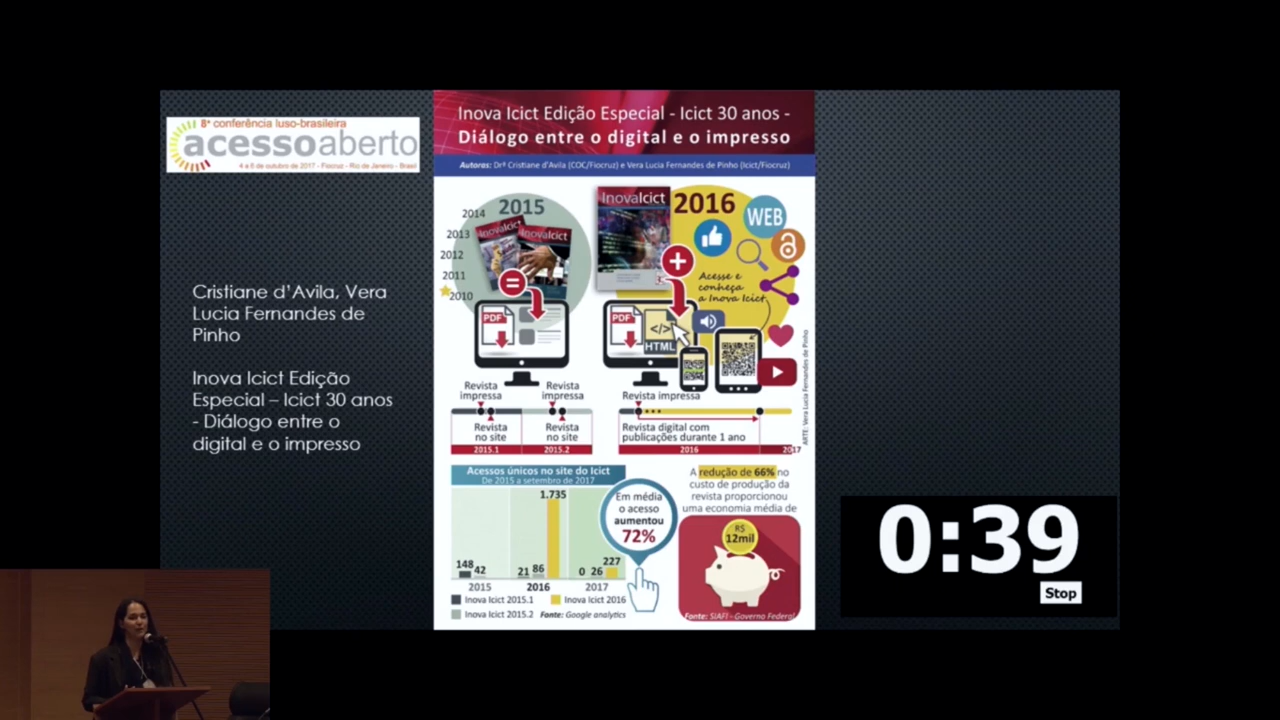 8ª conferência luso-brasileira
acessoaberto
4 a 6 de outubro de 2017 - Fiocruz - Rio de Janeiro - Brasil
Cristiane d'Avila, Vera
Lucia Fernandes de
Pinho
Inova Icict Edição
Especial – Icict 30 anos
- Diálogo entre o
digital e o impresso
Inova Icict Edição Especial - Icict 30 anos -
Diálogo entre o digital e o impresso
Autoras: Drª Cristiane d'Avila (COC/Fiocruz) e Vera Lucia Fernandes de Pinho (Icict/Fiocruz)
2015
2014
2013
2012
2011
2010
InovaIcict
InovaIcict
=
PDF
InovaIcict
2016
WEB
+
Acesse e
conheça
a Inova Icict
PDF
</>
HTML
Revista
impressa
Revista
impressa
Revista
no site
Revista
no site
2015.1
2015.2
Revista impressa
Revista digital com
publicações durante 1 ano
2016
2017
ARTE: Vera Lucia Fernandes de Pinho
Acessos únicos no site do Icict
De 2015 a setembro de 2017
148
42
21
86
1.735
0
26
227
2015
2016
2017
Inova Icict 2015.1
Inova Icict 2016
Inova Icict 2015.2
Fonte: Google analytics
Em média
o acesso
aumentou
72%
A redução de 66% no
custo de produção da
revista proporcionou
uma economia média de
R$
12mil
Fonte: SIAFI - Governo Federal
0:39
Stop